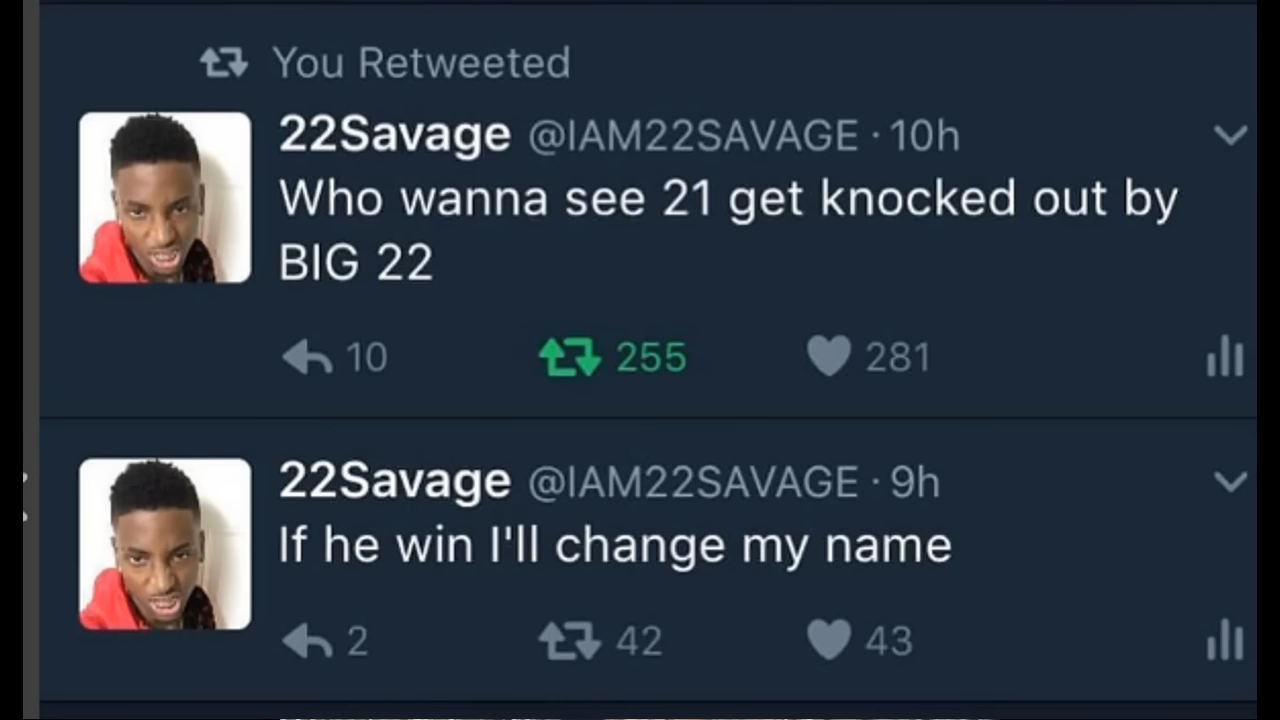 You Retweeted
22Savage @IAM22SAVAGE · 10h
Who wanna see 21 get knocked out by
BIG 22
10 255 281
22Savage @IAM22SAVAGE · 9h
If he win I'll change my name
2 42 43